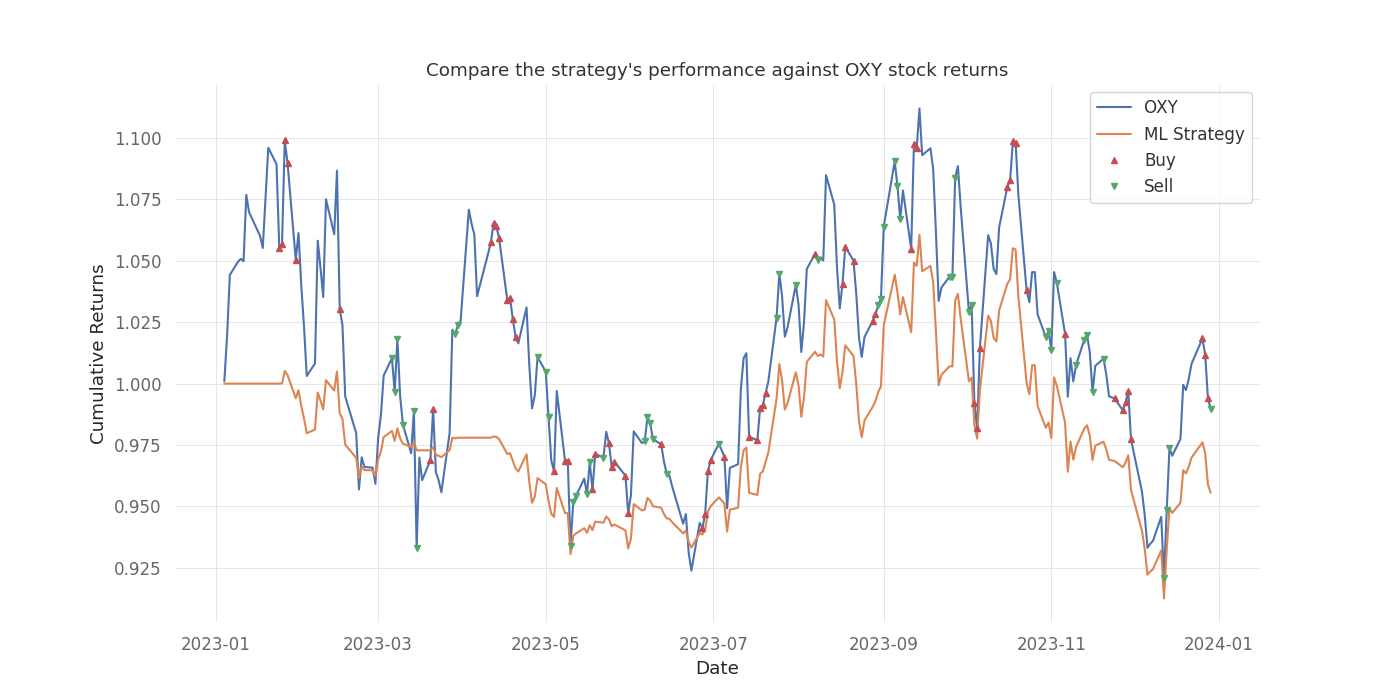 Compare the strategy's performance against OXY stock returns
OXY
ML Strategy
Buy
Sell
1.100
1.075
1.050
1.025
1.000
0.975
0.950
0.925
Cumulative Returns
2023-01
2023-03
2023-05
2023-07
2023-09
2023-11
2024-01
Date